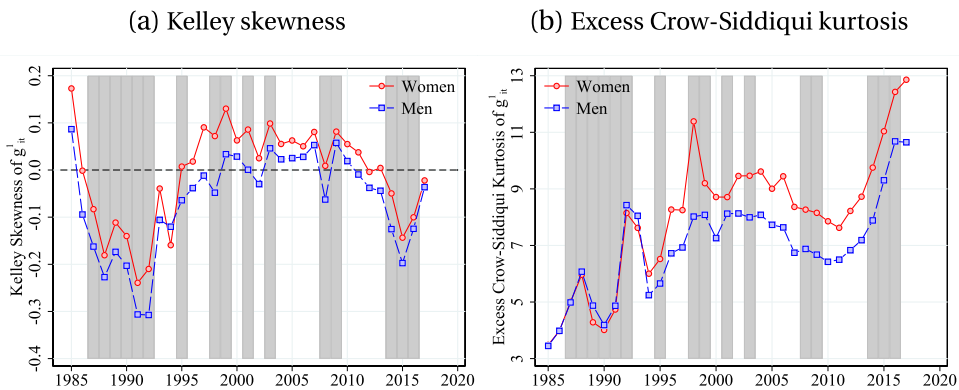 (a) Kelley skewness
Kelley Skewness of g¹it
0.2
0.1
0.0
-0.1
-0.2
-0.3
-0.4
Women
Men
1985 1990 1995 2000 2005 2010 2015 2020
(b) Excess Crow-Siddiqui kurtosis
Excess Crow-Siddiqui Kurtosis of g¹it
13
11
9
7
5
3
Women
Men
1985 1990 1995 2000 2005 2010 2015 2020